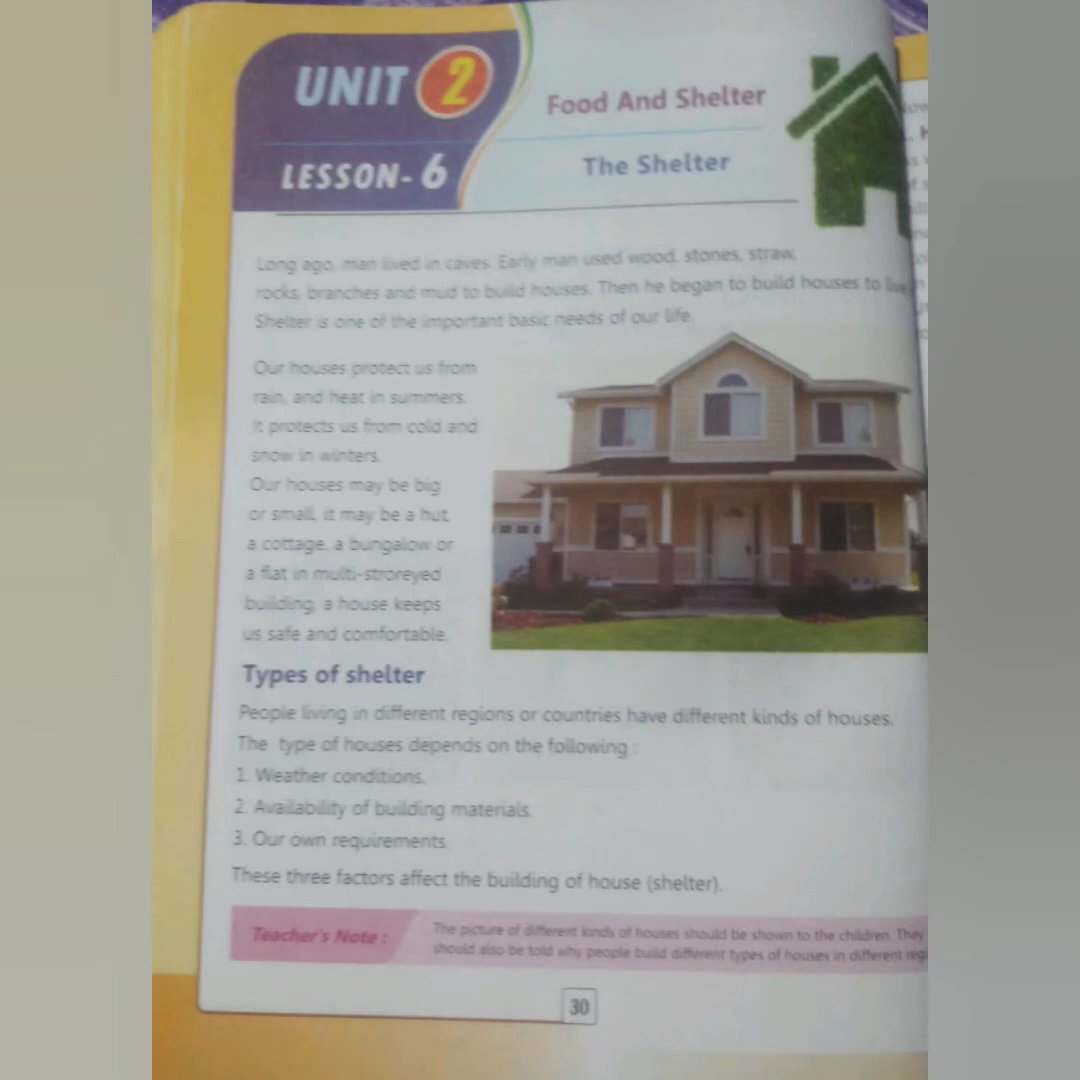 UNIT 2
Food And Shelter
LESSON- 6
The Shelter
Long ago, man lived in caves. Early man used wood, stones, straw,
rocks, branches and mud to build houses. Then he began to build houses to live
Shelter is one of the important basic needs of our life.
Our houses protect us from
rain, and heat in summers.
It protects us from cold and
snow in winters.
Our houses may be big
or small, it may be a hut,
a cottage, a bungalow or
a flat in multi-stroreyed
building, a house keeps
us safe and comfortable.
Types of shelter
People living in different regions or countries have different kinds of houses.
The type of houses depends on the following :
1. Weather conditions.
2. Availability of building materials.
3. Our own requirements.
These three factors affect the building of house (shelter).
Teacher's Note :
The picture of different kinds of houses should be shown to the children. They
should also be told why people build different types of houses in different
30